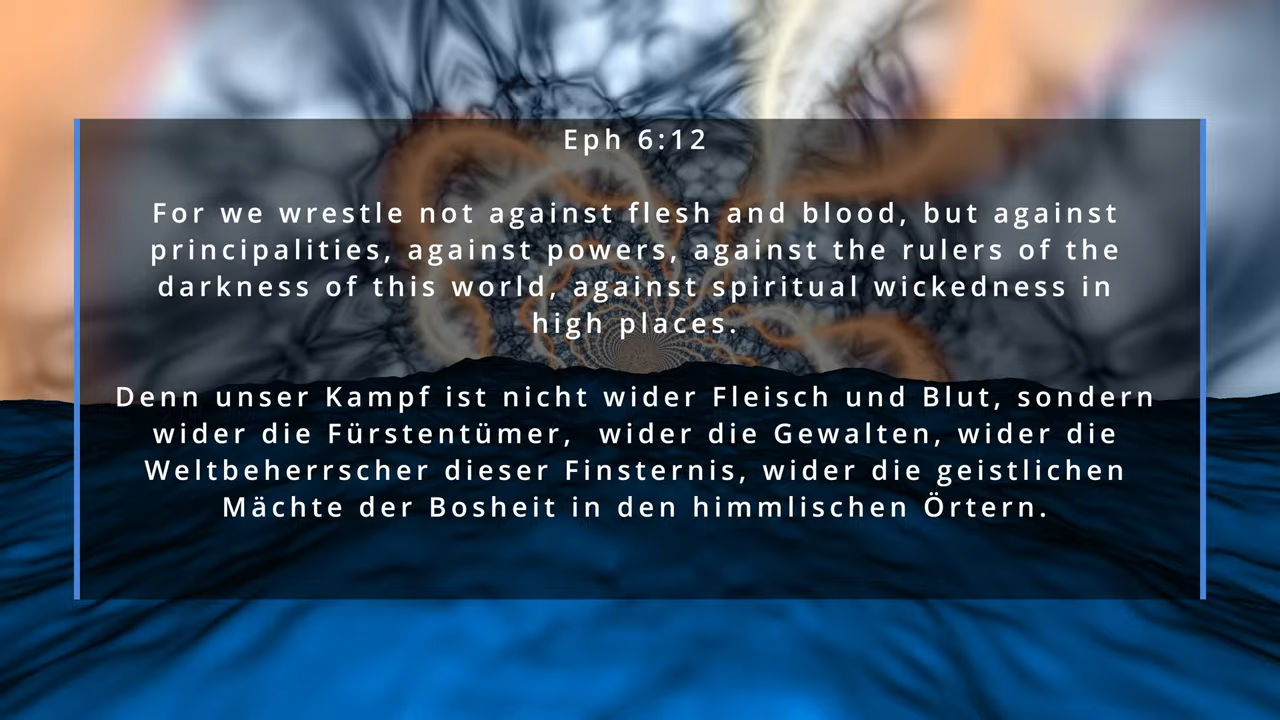 Eph 6:12
For we wrestle not against flesh and blood, but against
principalities, against powers, against the rulers of the
darkness of this world, against spiritual wickedness in
high places.
Denn unser Kampf ist nicht wider Fleisch und Blut, sondern
wider die Fürstentümer,  wider die Gewalten, wider die
Weltbeherrscher dieser Finsternis, wider die geistlichen
Mächte der Bosheit in den himmlischen Örtern.